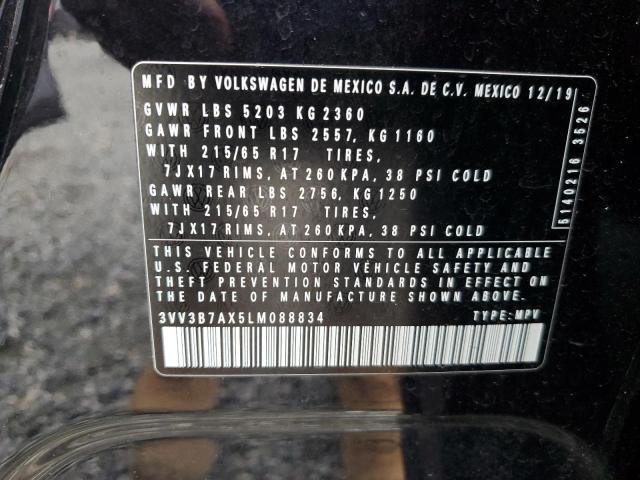 MFD BY VOLKSWAGEN DE MEXICO S.A. DE C.V. MEXICO 12/19
GVWR LBS 5203 KG 2360
GAWR FRONT LBS 2557, KG 1160
WITH 215/65 R17 TIRES,
7JX17 RIMS, AT 260 KPA, 38 PSI COLD
GAWR REAR LBS 2756, KG 1250
WITH 215/65 R17 TIRES,
7JX17 RIMS, AT 260 KPA, 38 PSI COLD
5140216 3526
THIS VEHICLE CONFORMS TO ALL APPLICABLE
U.S. FEDERAL MOTOR VEHICLE SAFETY AND
THEFT PREVENTION STANDARDS IN EFFECT ON
THE DATE OF MANUFACTURE SHOWN ABOVE.
3VV3B7AX5LM088834 TYPE: MPV